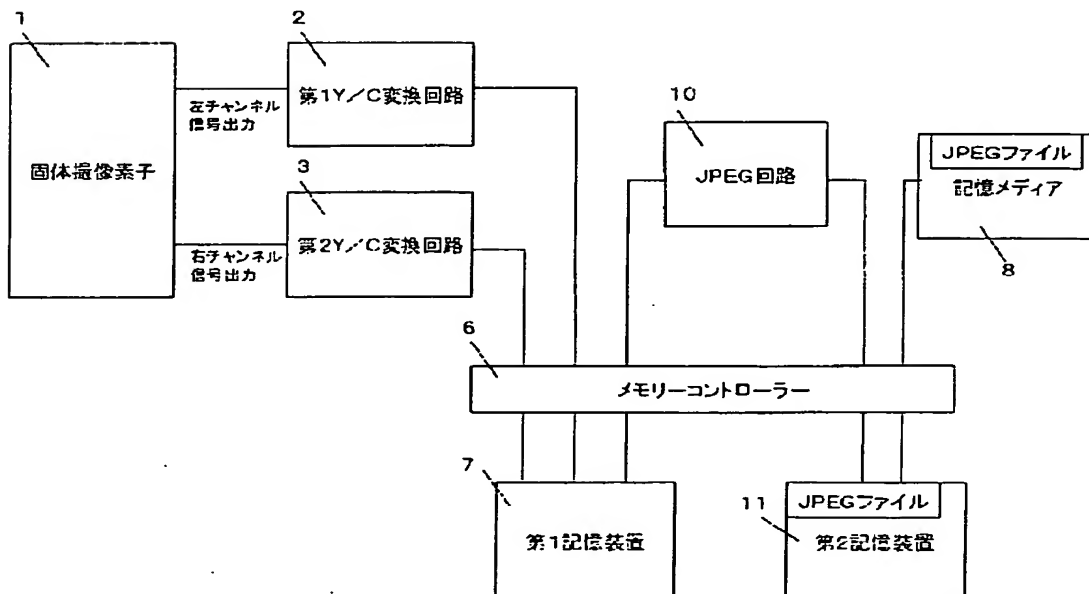 1
固体撮像素子
左チャンネル
信号出力
右チャンネル
信号出力
2
第1Y/C変換回路
3
第2Y/C変換回路
10
JPEG回路
JPEGファイル
記憶メディア
8
6
メモリーコントローラー
7
第1記憶装置
JPEGファイル
11
第2記憶装置